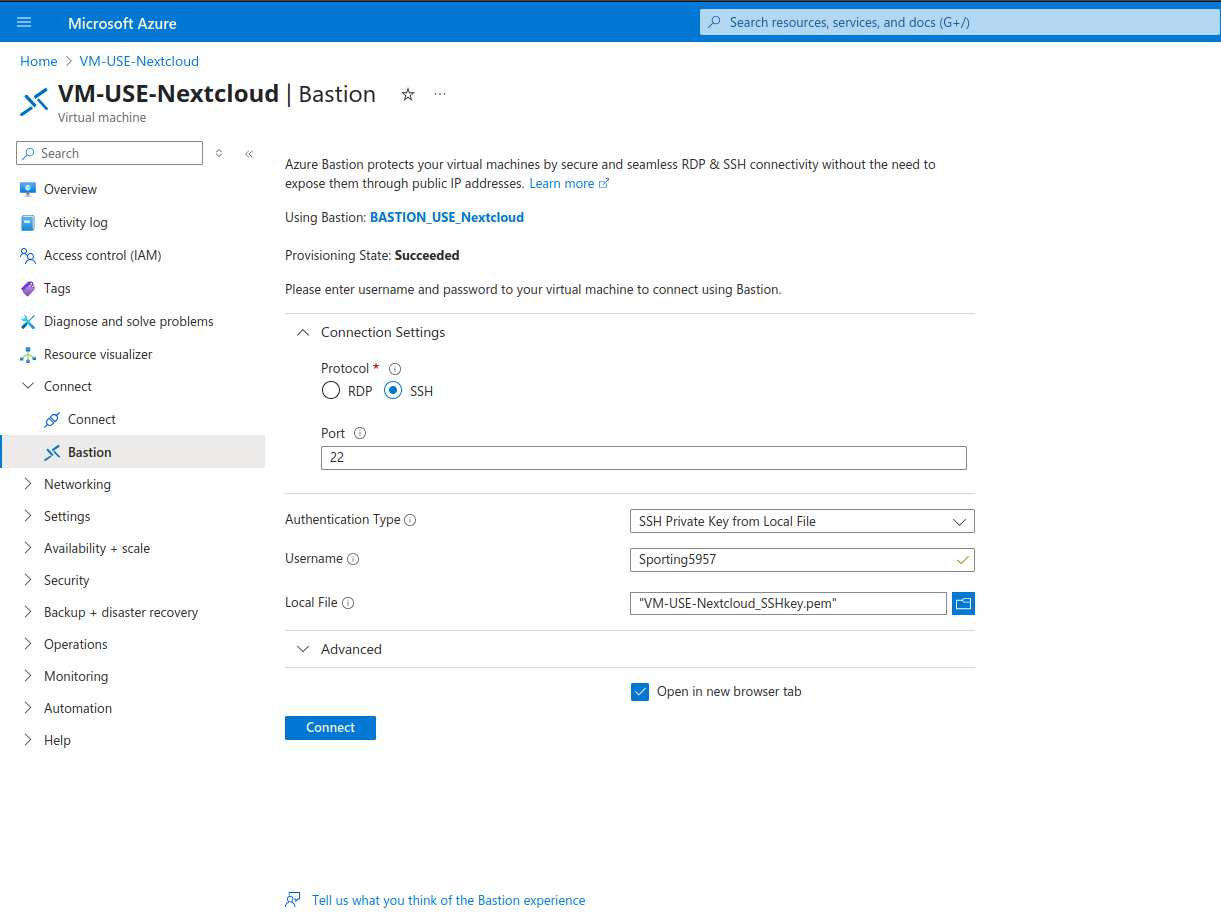 Microsoft Azure
Search resources, services, and docs (G+/)
Home > VM-USE-Nextcloud
VM-USE-Nextcloud | Bastion
Virtual machine
Search
Overview
Activity log
Access control (IAM)
Tags
Diagnose and solve problems
Resource visualizer
Connect
Connect
Bastion
Networking
Settings
Availability + scale
Security
Backup + disaster recovery
Operations
Monitoring
Automation
Help
Azure Bastion protects your virtual machines by secure and seamless RDP & SSH connectivity without the need to
expose them through public IP addresses. Learn more
Using Bastion: BASTION_USE_Nextcloud
Provisioning State: Succeeded
Please enter username and password to your virtual machine to connect using Bastion.
Connection Settings
Protocol *
RDP SSH
Port
22
Authentication Type SSH Private Key from Local File
Username Sporting5957
Local File "VM-USE-Nextcloud_SSHkey.pem"
Advanced
Open in new browser tab
Connect
Tell us what you think of the Bastion experience